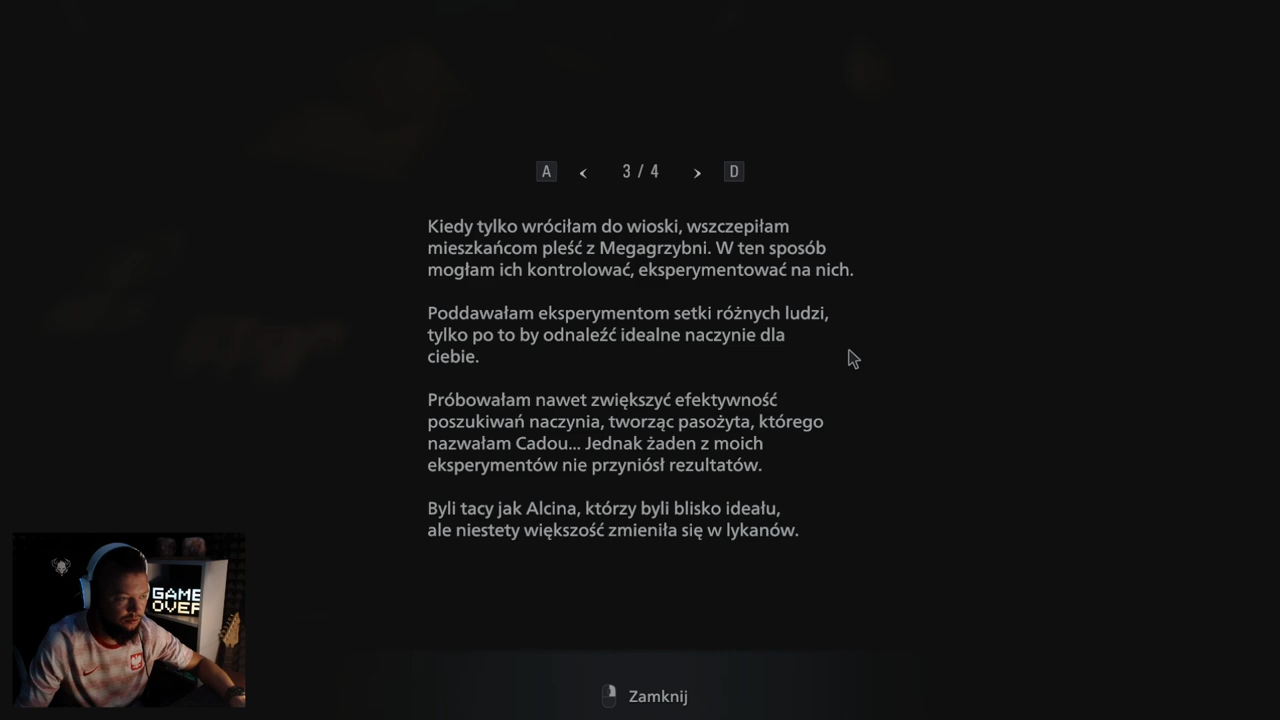 A < 3 / 4 > D
Kiedy tylko wróciłam do wioski, wszczepiłam
mieszkańcom pleść z Megagrzybni. W ten sposób
mogłam ich kontrolować, eksperymentować na nich.
Poddawałam eksperymentom setki różnych ludzi,
tylko po to by odnaleźć idealne naczynie dla
ciebie.
Próbowałam nawet zwiększyć efektywność
poszukiwań naczynia, tworząc pasożyta, którego
nazwałam Cadou... Jednak żaden z moich
eksperymentów nie przyniósł rezultatów.
Byli tacy jak Alcina, którzy byli blisko ideału,
ale niestety większość zmieniła się w lykanów.
GAME
OVER
Zamknij